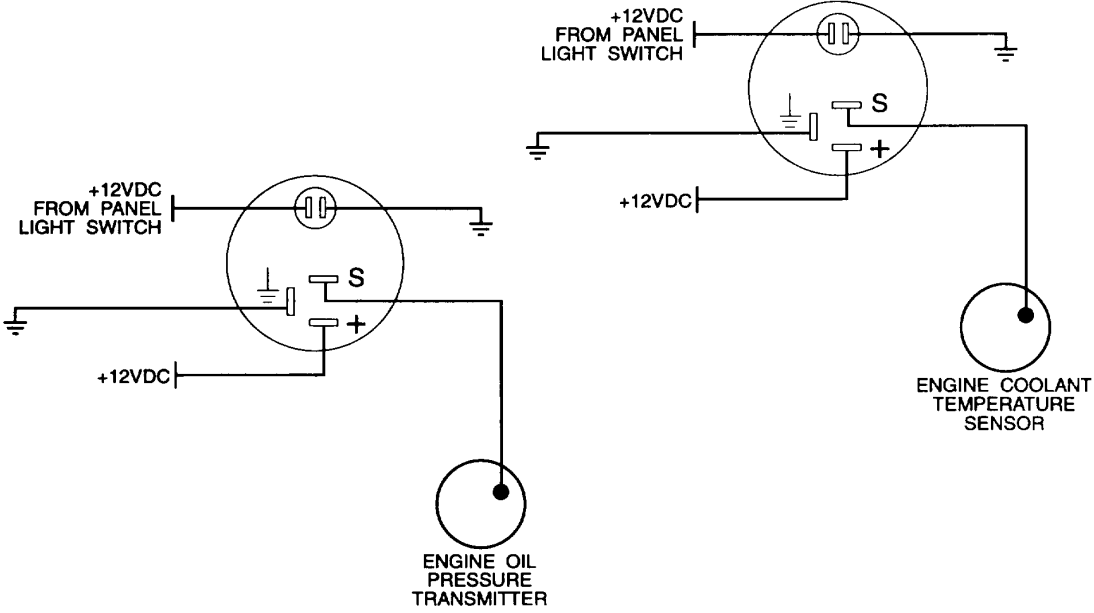 +12VDC
FROM PANEL
LIGHT SWITCH
S
+
+12VDC
ENGINE COOLANT
TEMPERATURE
SENSOR
+12VDC
FROM PANEL
LIGHT SWITCH
S
+
+12VDC
ENGINE OIL
PRESSURE
TRANSMITTER